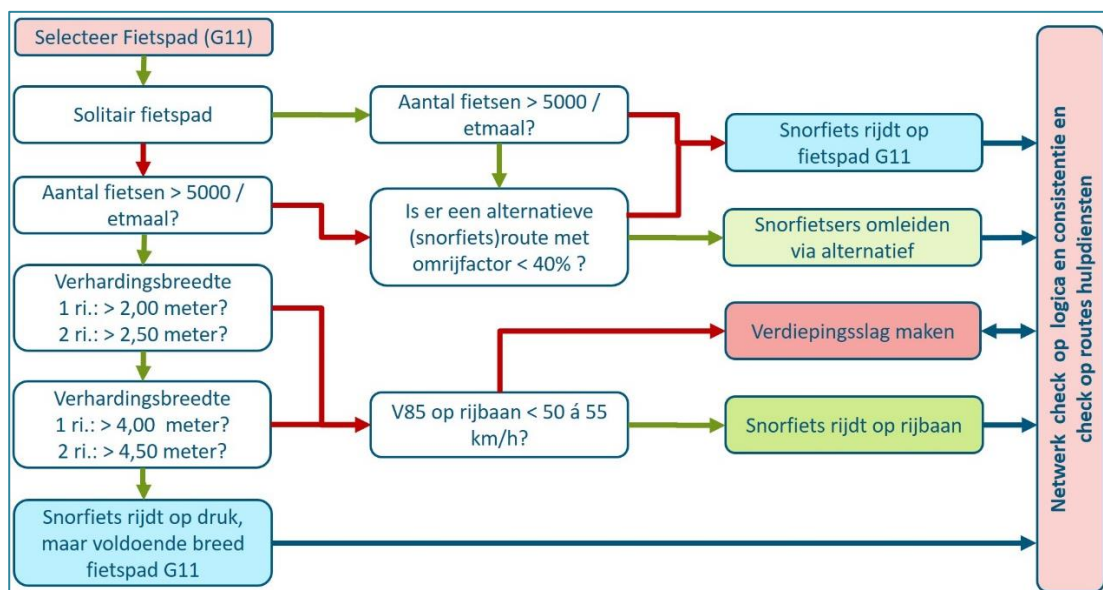 Selecteer Fietspad (G11)
Solitair fietspad
Aantal fietsen > 5000 /
etmaal?
Verhardingsbreedte
1 ri.: > 2,00 meter?
2 ri.: > 2,50 meter?
Verhardingsbreedte
1 ri.: > 4,00 meter?
2 ri.: > 4,50 meter?
Snorfiets rijdt op druk,
maar voldoende breed
fietspad G11
Aantal fietsen > 5000 /
etmaal?
Is er een alternatieve
(snorfiets)route met
omrijfactor < 40% ?
V85 op rijbaan < 50 á 55
km/h?
Snorfiets rijdt op
fietspad G11
Snorfietsers omleiden
via alternatief
Verdiepingsslag maken
Snorfiets rijdt op rijbaan
Netwerk check op logica en consistentie en
check op routes hulpdiensten